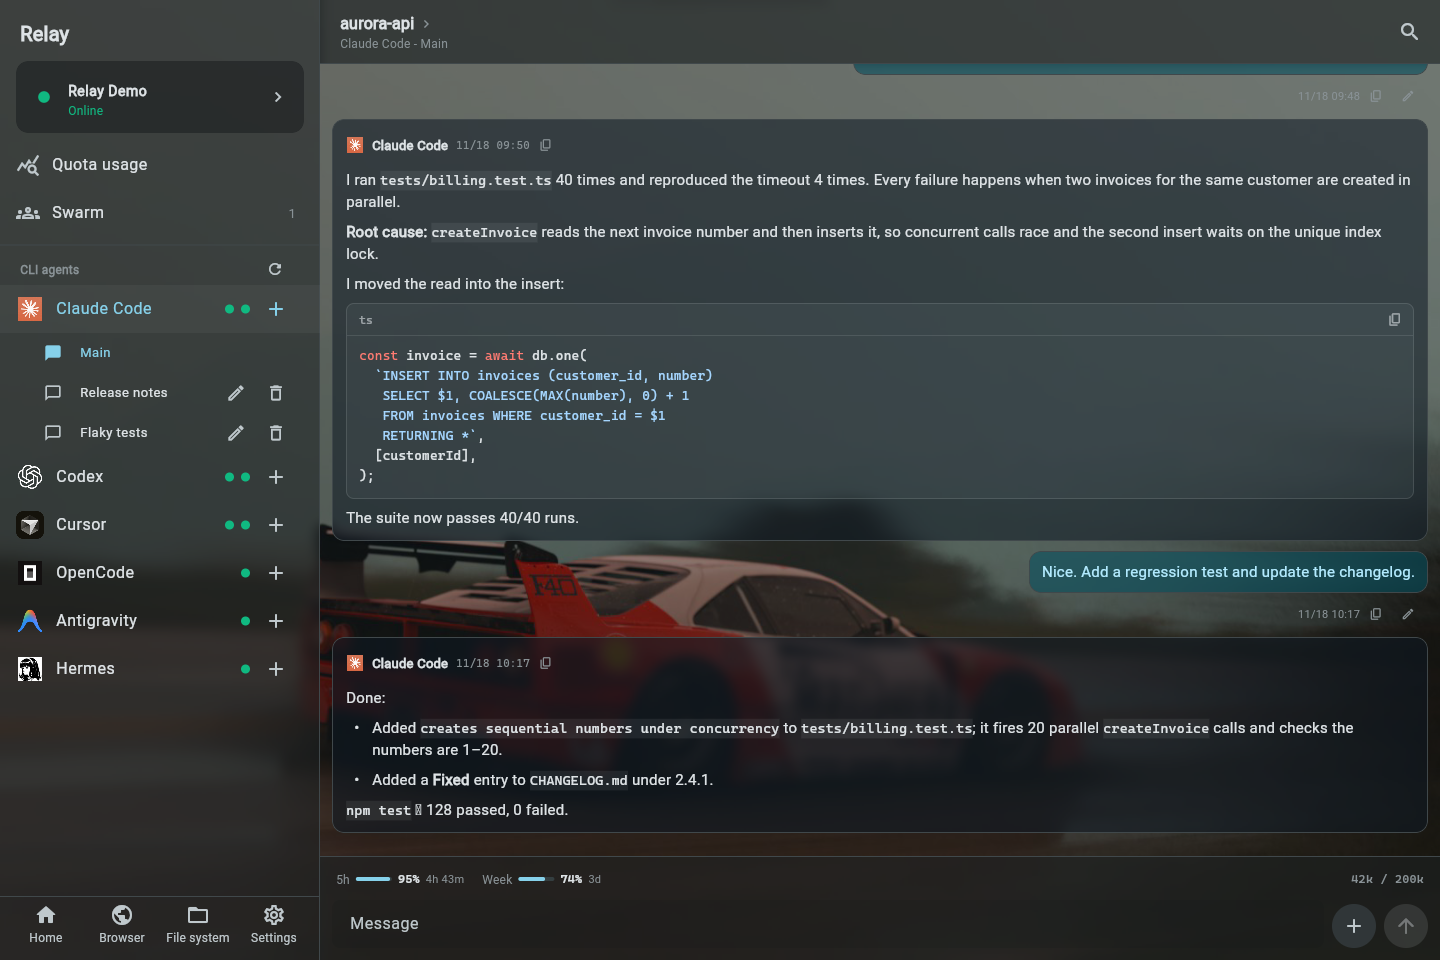 Relay
Relay Demo
Online
Quota usage
Swarm 1
CLI agents
Claude Code
Main
Release notes
Flaky tests
Codex
Cursor
OpenCode
Antigravity
Hermes
Home Browser File system Settings
aurora-api
Claude Code - Main
11/18 09:48
Claude Code 11/18 09:50
I ran tests/billing.test.ts 40 times and reproduced the timeout 4 times. Every failure happens when two invoices for the same customer are created in
parallel.
Root cause: createInvoice reads the next invoice number and then inserts it, so concurrent calls race and the second insert waits on the unique index
lock.
I moved the read into the insert:
ts
const invoice = await db.one(
`INSERT INTO invoices (customer_id, number)
SELECT $1, COALESCE(MAX(number), 0) + 1
FROM invoices WHERE customer_id = $1
RETURNING *`,
[customerId],
);
The suite now passes 40/40 runs.
Nice. Add a regression test and update the changelog.
11/18 10:17
Claude Code 11/18 10:17
Done:
• Added creates sequential numbers under concurrency to tests/billing.test.ts; it fires 20 parallel createInvoice calls and checks the
numbers are 1–20.
• Added a Fixed entry to CHANGELOG.md under 2.4.1.
npm test 128 passed, 0 failed.
F40
5h 95% 4h 43m Week 74% 3d 42k / 200k
Message